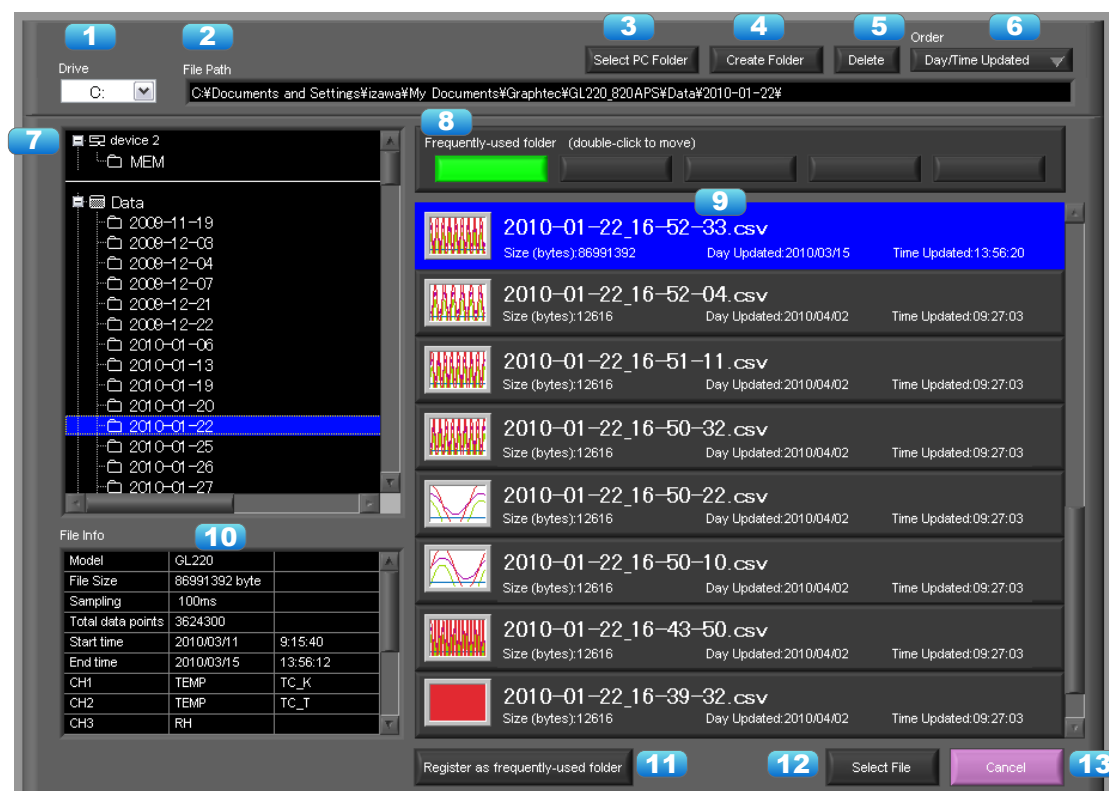 1
2
3
4
5
6
Drive
File Path
Select PC Folder
Create Folder
Delete
Order
Day/Time Updated
C:
C:¥Documents and Settings¥izawa¥My Documents¥Graphtec¥GL220_820APS¥Data¥2010-01-22¥
7
device 2
MEM
Data
2009-11-19
2009-12-03
2009-12-04
2009-12-07
2009-12-21
2009-12-22
2010-01-06
2010-01-13
2010-01-19
2010-01-20
2010-01-22
2010-01-25
2010-01-26
2010-01-27
8
Frequently-used folder (double-click to move)
9
2010-01-22_16-52-33.csv
Size (bytes):86991392 Day Updated:2010/03/15 Time Updated:13:56:20
2010-01-22_16-52-04.csv
Size (bytes):12616 Day Updated:2010/04/02 Time Updated:09:27:03
2010-01-22_16-51-11.csv
Size (bytes):12616 Day Updated:2010/04/02 Time Updated:09:27:03
2010-01-22_16-50-32.csv
Size (bytes):12616 Day Updated:2010/04/02 Time Updated:09:27:03
2010-01-22_16-50-22.csv
Size (bytes):12616 Day Updated:2010/04/02 Time Updated:09:27:03
2010-01-22_16-50-10.csv
Size (bytes):12616 Day Updated:2010/04/02 Time Updated:09:27:03
2010-01-22_16-43-50.csv
Size (bytes):12616 Day Updated:2010/04/02 Time Updated:09:27:03
2010-01-22_16-39-32.csv
Size (bytes):12616 Day Updated:2010/04/02 Time Updated:09:27:03
File Info
10
Model GL220
File Size 86991392 byte
Sampling 100ms
Total data points 3624300
Start time 2010/03/11 9:15:40
End time 2010/03/15 13:56:12
CH1 TEMP TC_K
CH2 TEMP TC_T
CH3 RH
Register as frequently-used folder
11
12
Select File
Cancel
13